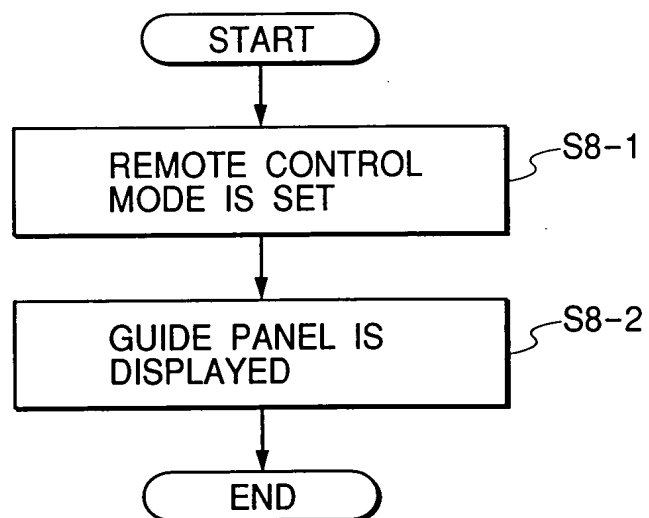 START
REMOTE CONTROL
MODE IS SET
S8-1
GUIDE PANEL IS
DISPLAYED
S8-2
END